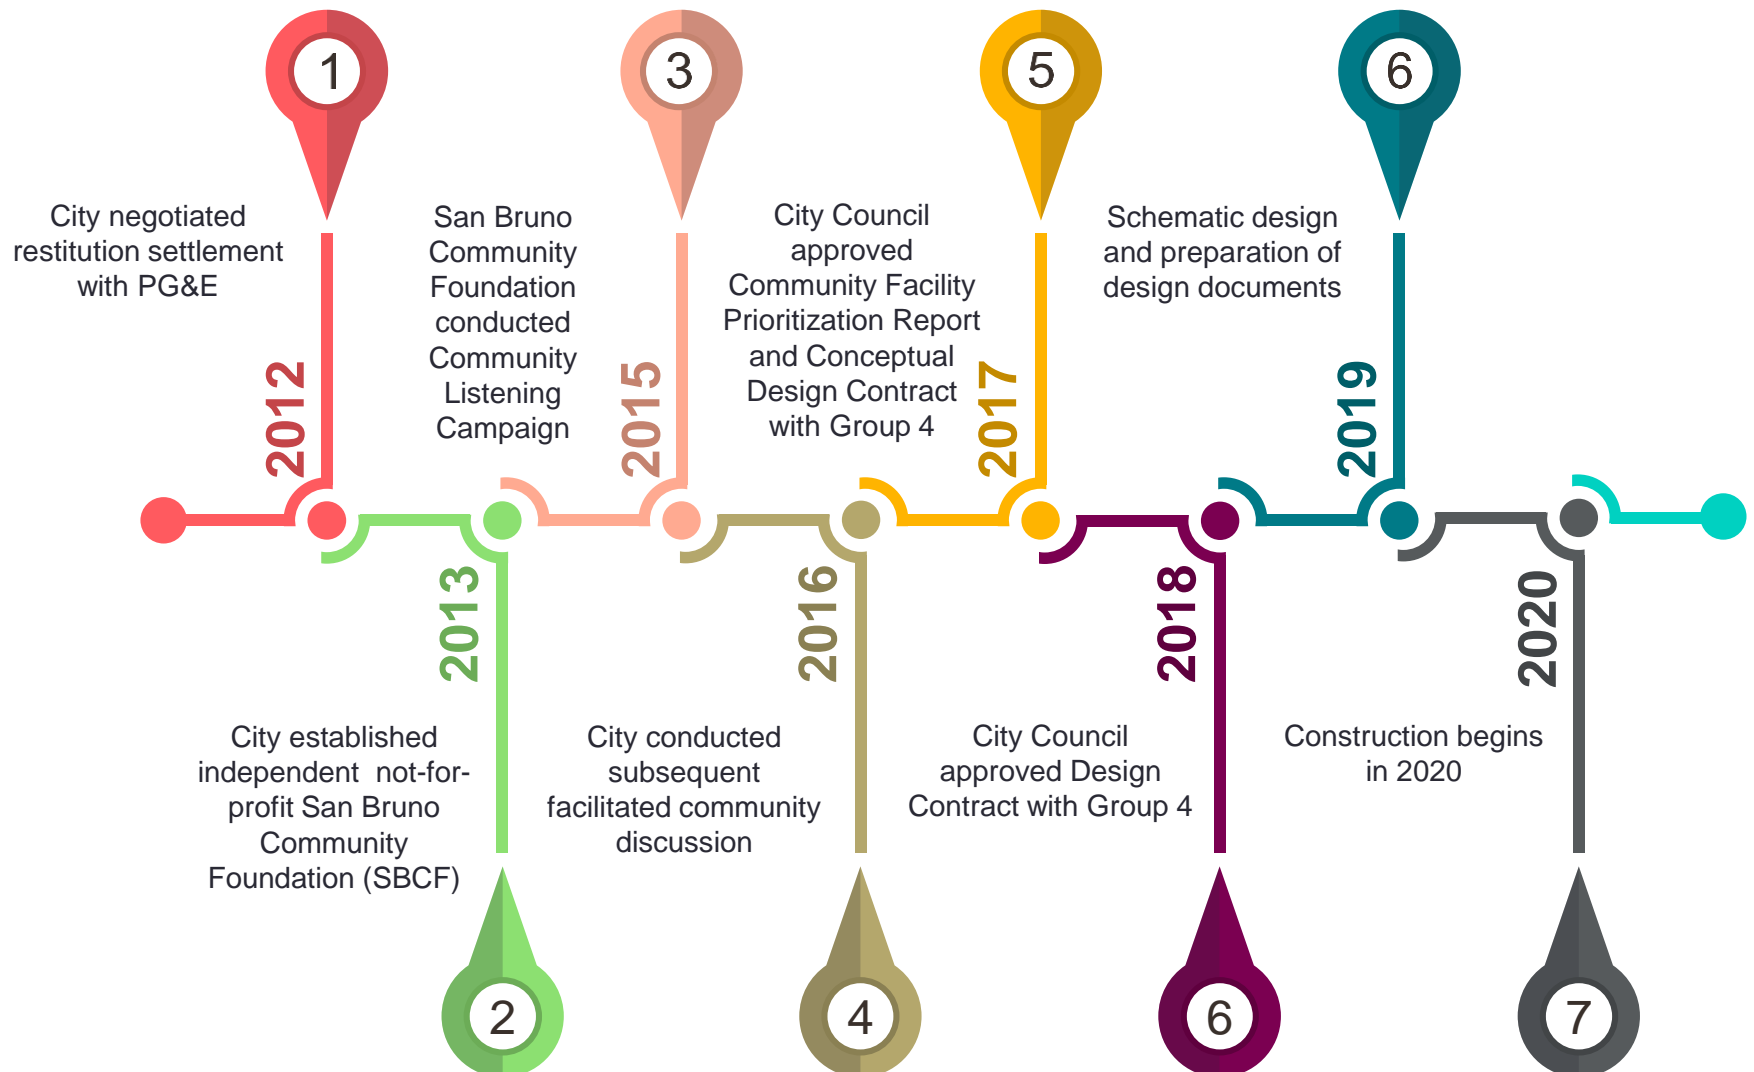 1
City negotiated
restitution settlement
with PG&E
2012
2
2013
City established
independent  not-for-
profit San Bruno
Community
Foundation (SBCF)
3
San Bruno
Community
Foundation
conducted
Community
Listening
Campaign
2015
4
2016
City conducted
subsequent
facilitated community
discussion
5
City Council
approved
Community Facility
Prioritization Report
and Conceptual
Design Contract
with Group 4
2017
6
2018
City Council
approved Design
Contract with Group 4
6
Schematic design
and preparation of
design documents
2019
7
2020
Construction begins
in 2020